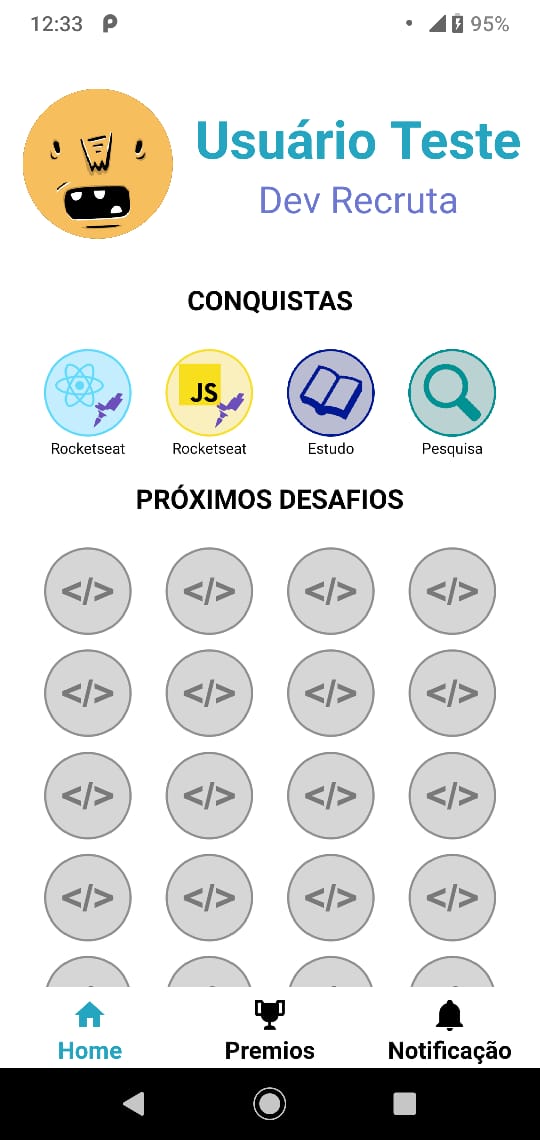 12:33 95%
Usuário Teste
Dev Recruta
CONQUISTAS
JS
Rocketseat Rocketseat Estudo Pesquisa
PRÓXIMOS DESAFIOS
</> </> </> </>
</> </> </> </>
</> </> </> </>
</> </> </> </>
Home Premios Notificação